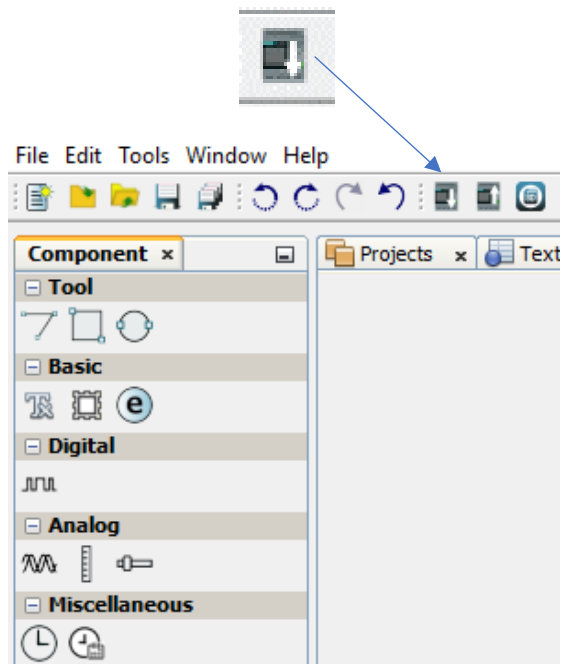 File Edit Tools Window Help
Component
Projects
Text
Tool
Basic
e
Digital
Analog
Miscellaneous